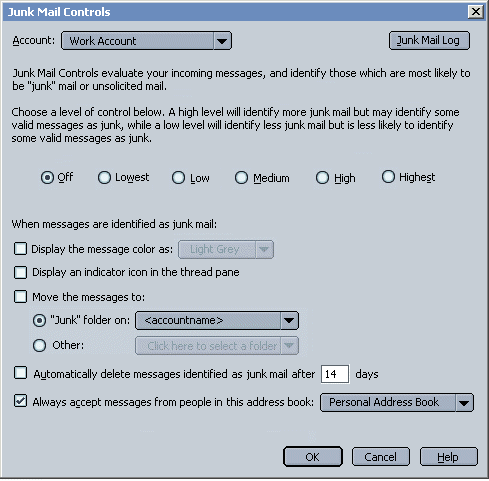 Junk Mail Controls
Account: Work Account Junk Mail Log
Junk Mail Controls evaluate your incoming messages, and identify those which are most likely to
be "junk" mail or unsolicited mail.
Choose a level of control below. A high level will identify more junk mail but may identify some
valid messages as junk, while a low level will identify less junk mail but is less likely to identify
some valid messages as junk.
Off Lowest Low Medium High Highest
When messages are identified as junk mail:
Display the message color as: Light Grey
Display an indicator icon in the thread pane
Move the messages to:
"Junk" folder on: <accountname>
Other: Click here to select a folder
Automatically delete messages identified as junk mail after 14 days
Always accept messages from people in this address book: Personal Address Book
OK Cancel Help